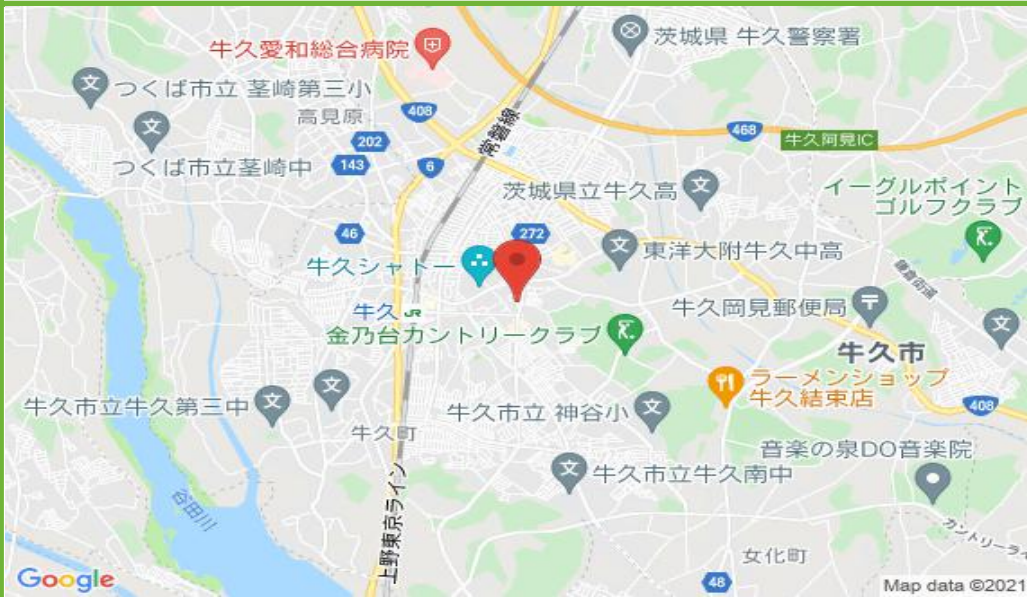 牛久愛和総合病院
茨城県 牛久警察署
つくば市立 茎崎第三小
高見原
408
常磐線
468
牛久阿見IC
202
つくば市立茎崎中
143
6
茨城県立牛久高
イーグルポイント
ゴルフクラブ
46
272
東洋大附牛久中高
牛久シャトー
牛久
JR
牛久岡見郵便局
金乃台カントリークラブ
牛久市
ラーメンショップ
牛久結束店
408
牛久市立牛久第三中
牛久市立 神谷小
牛久町
音楽の泉DO音楽院
牛久市立牛久南中
谷田川
上野東京ライン
カントリーライ
女化町
48
Google
Map data ©2021